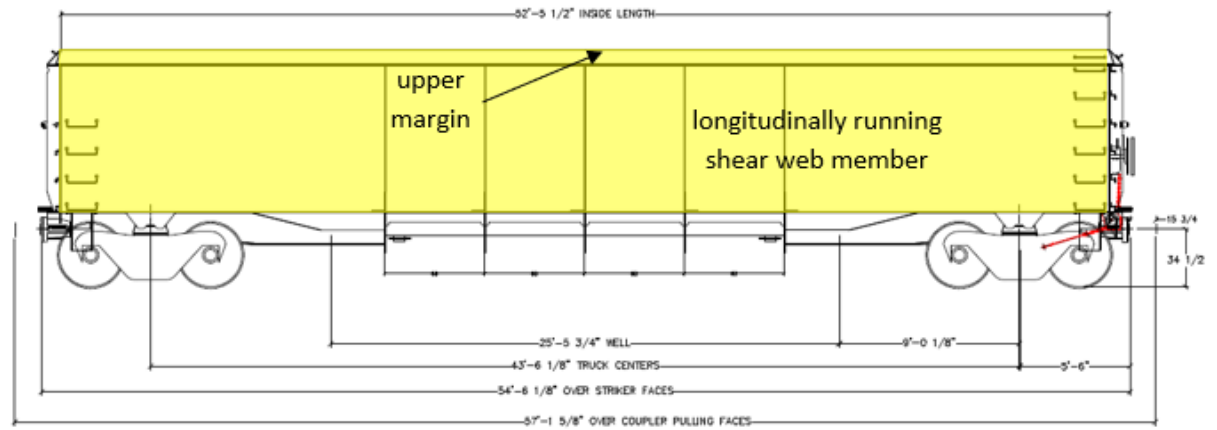 52'-5 1/2" INSIDE LENGTH
upper
margin
longitudinally running
shear web member
15 3/4
34 1/2
25'-5 3/4" WELL
9'-0 1/8"
43'-6 1/8" TRUCK CENTERS
5'-6"
54'-6 1/8" OVER STRIKER FACES
57'-1 5/8" OVER COUPLER PULLING FACES